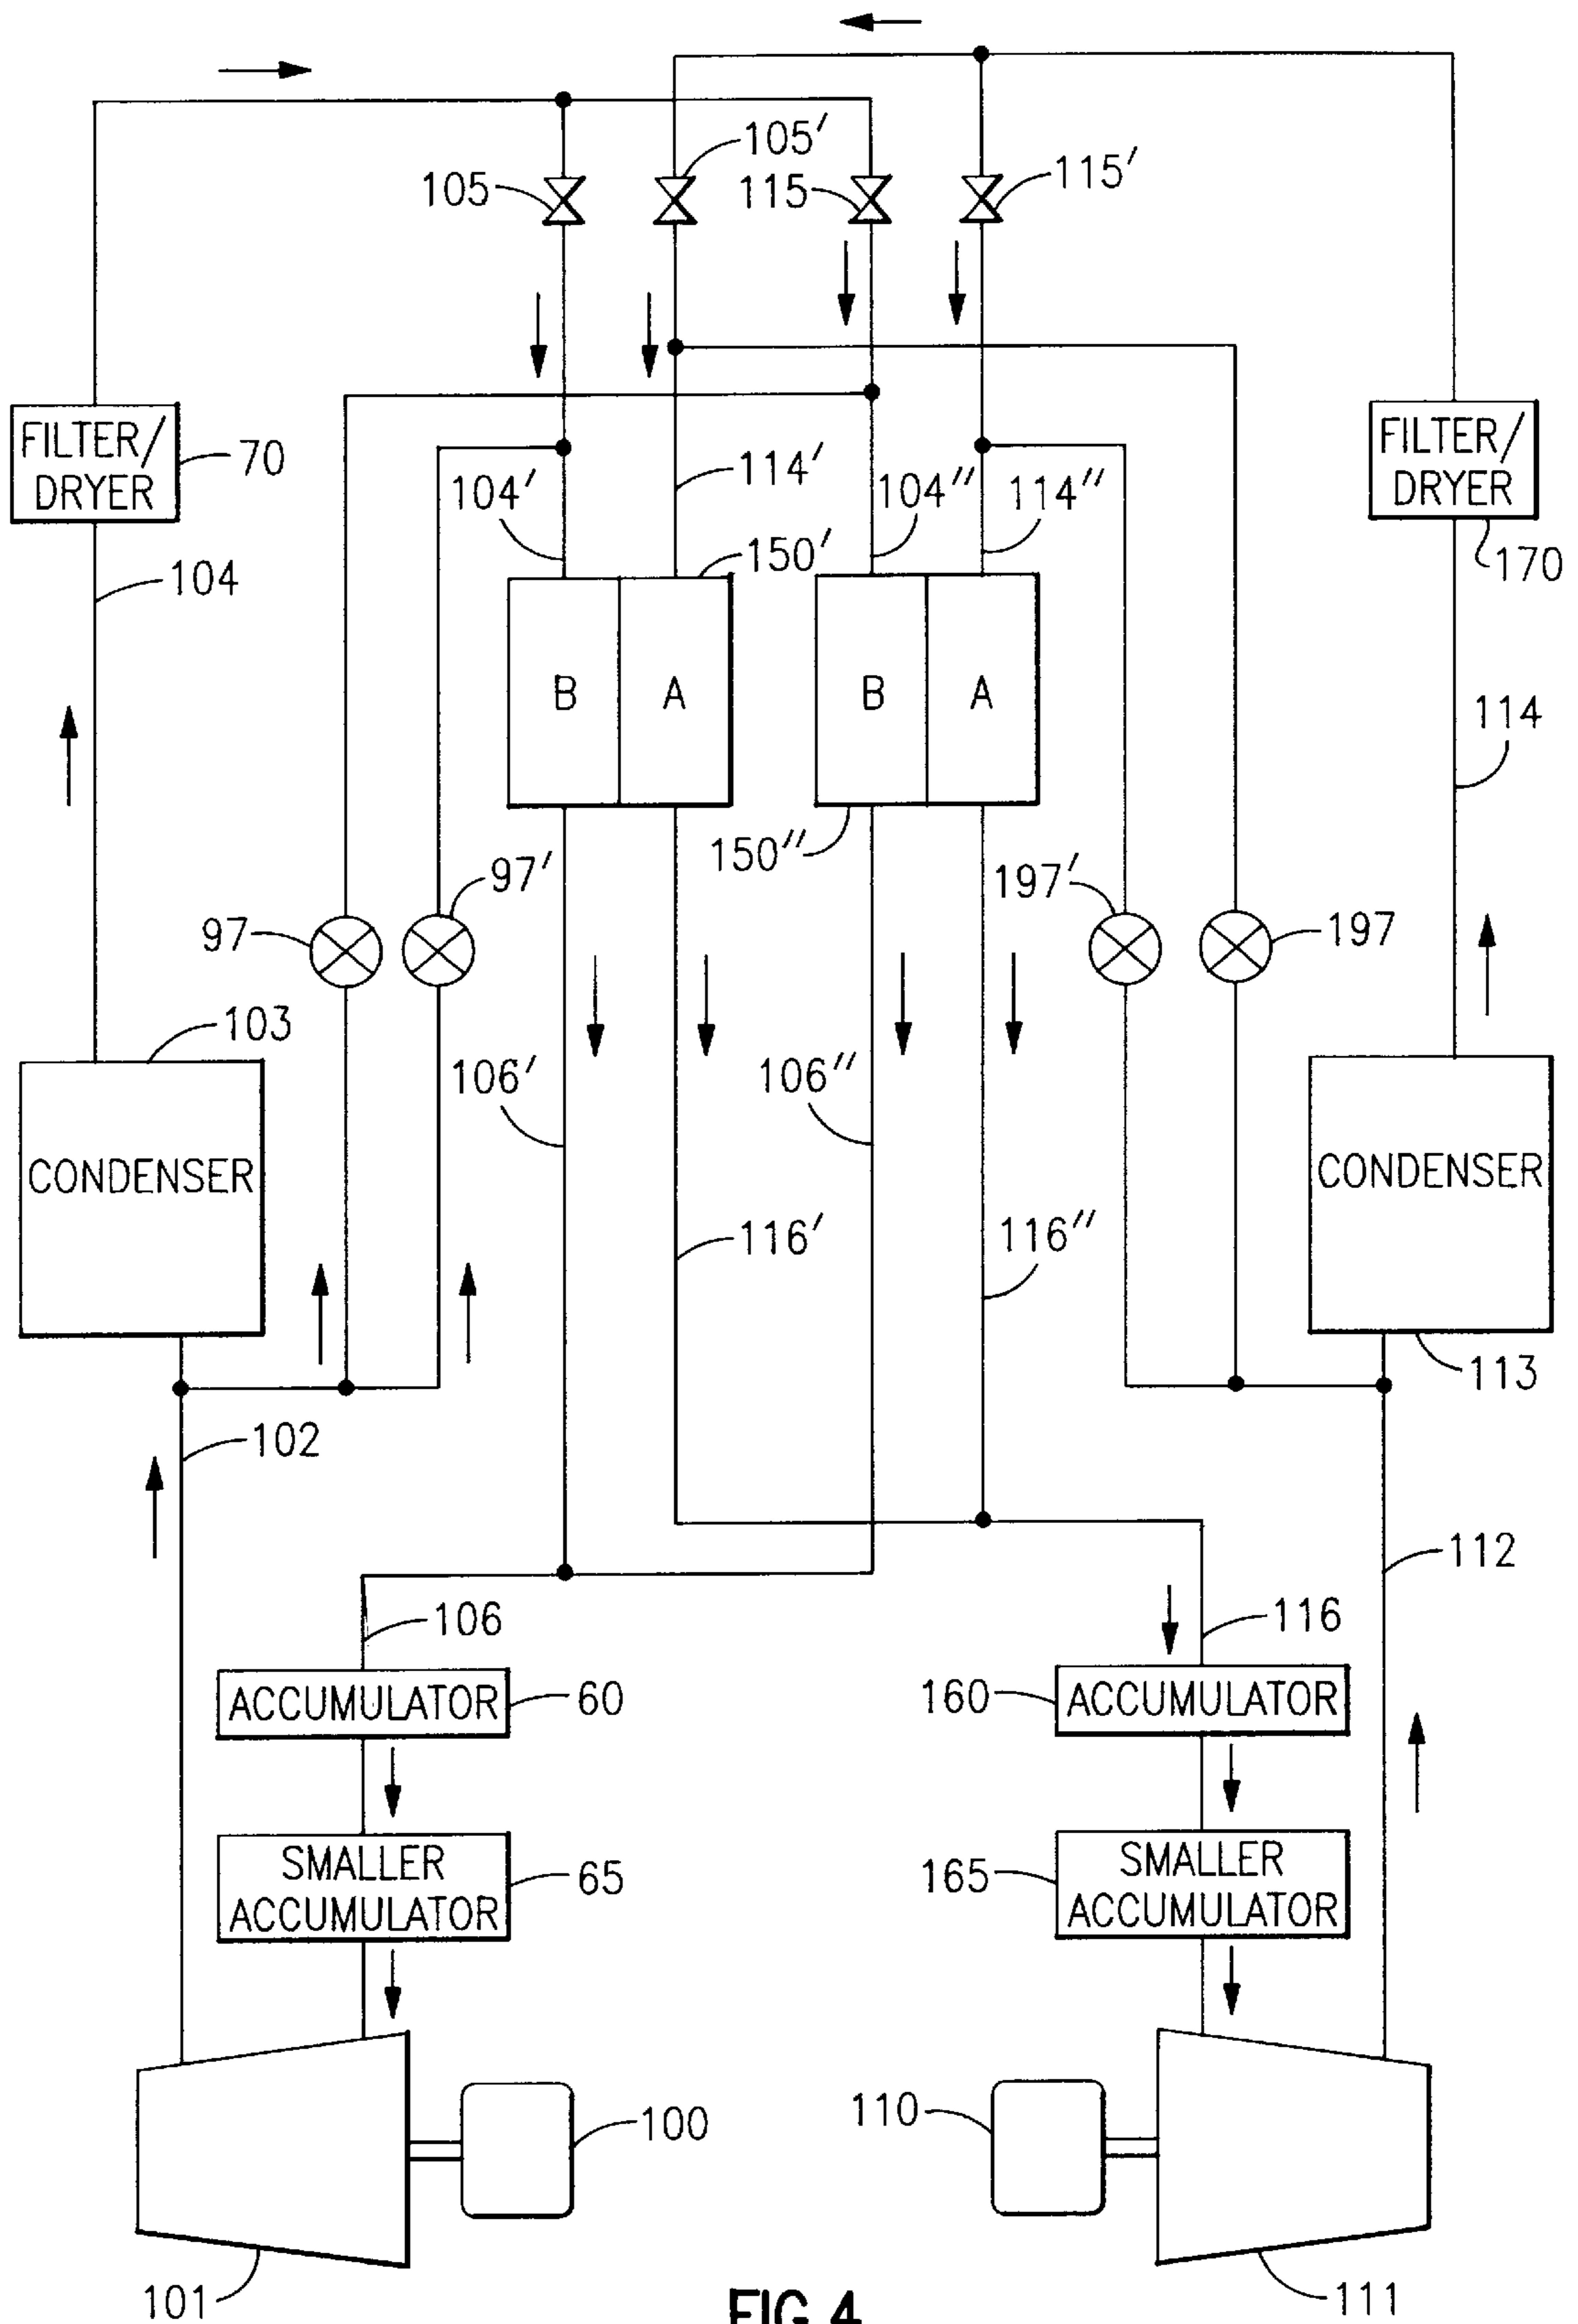 105
105′
115
115′
FILTER/
DRYER
70
104′
114′
104″
114″
FILTER/
DRYER
170
104
150′
B
A
B
A
114
150″
97′
197′
97
197
103
106′
106″
CONDENSER
CONDENSER
116′
116″
113
102
112
106
116
ACCUMULATOR
60
160
ACCUMULATOR
SMALLER
ACCUMULATOR
65
165
SMALLER
ACCUMULATOR
100
110
101
111
FIG.4